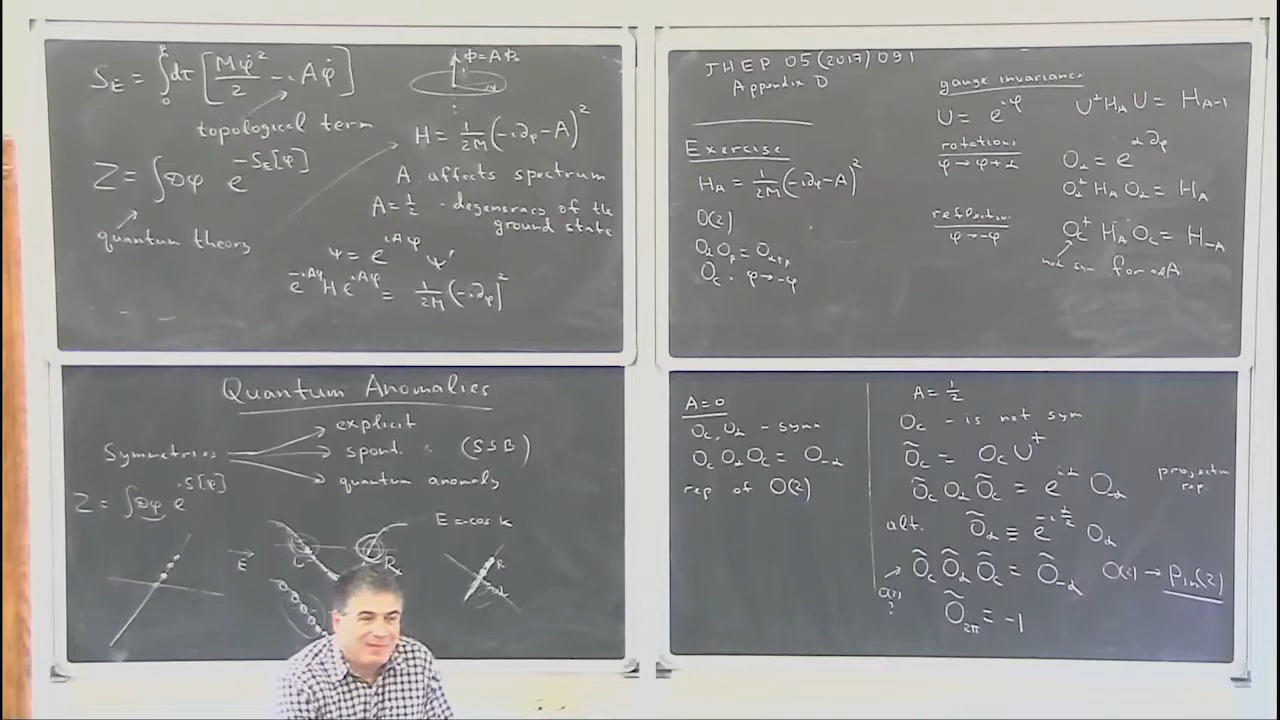 S_E = ∫_0^β dτ [Mφ̇²/2 - iAφ̇]
topological term
Z = ∫Dφ e^{-S_E[φ]}
quantum theory
Φ = AΦ₀
H = 1/2M (-i∂_φ - A)²
A affects spectrum
A = 1/2 - degeneracy of the
ground state
Ψ = e^{iAφ} Ψ'
e^{-iAφ} H e^{iAφ} = 1/2M (-i∂_φ)²
JHEP 05(2017)091
Appendix D
Exercise
H_A = 1/2M (-i∂_φ - A)²
O(2)
O_α O_β = O_{α+β}
O_c : φ → -φ
gauge invariance
U = e^{iφ}
U⁺ H_A U = H_{A-1}
rotations
φ → φ + α
O_α = e^{α∂_φ}
O_α⁺ H_A O_α = H_A
reflection
φ → -φ
O_c⁺ H_A O_c = H_{-A}
not sym for all A
Quantum Anomalies
Symmetries
explicit
spont. (SSB)
quantum anomaly
Z = ∫Dφ e^{iS[φ]}
E
L
R
E = -cos k
R
A = 0
O_c, O_α - symm
O_c O_α O_c = O_{-α}
rep of O(2)
A = 1/2
O_c - is not sym
Õ_c = O_c U⁺
Õ_c O_α Õ_c = e^{iα} O_{-α}
rep.
alt. Õ_α ≡ e^{-iα/2} O_α
Õ_c Õ_α Õ_c = Õ_{-α} O(2) → Pin(2)
O(2)
?
Õ_{2π} = -1